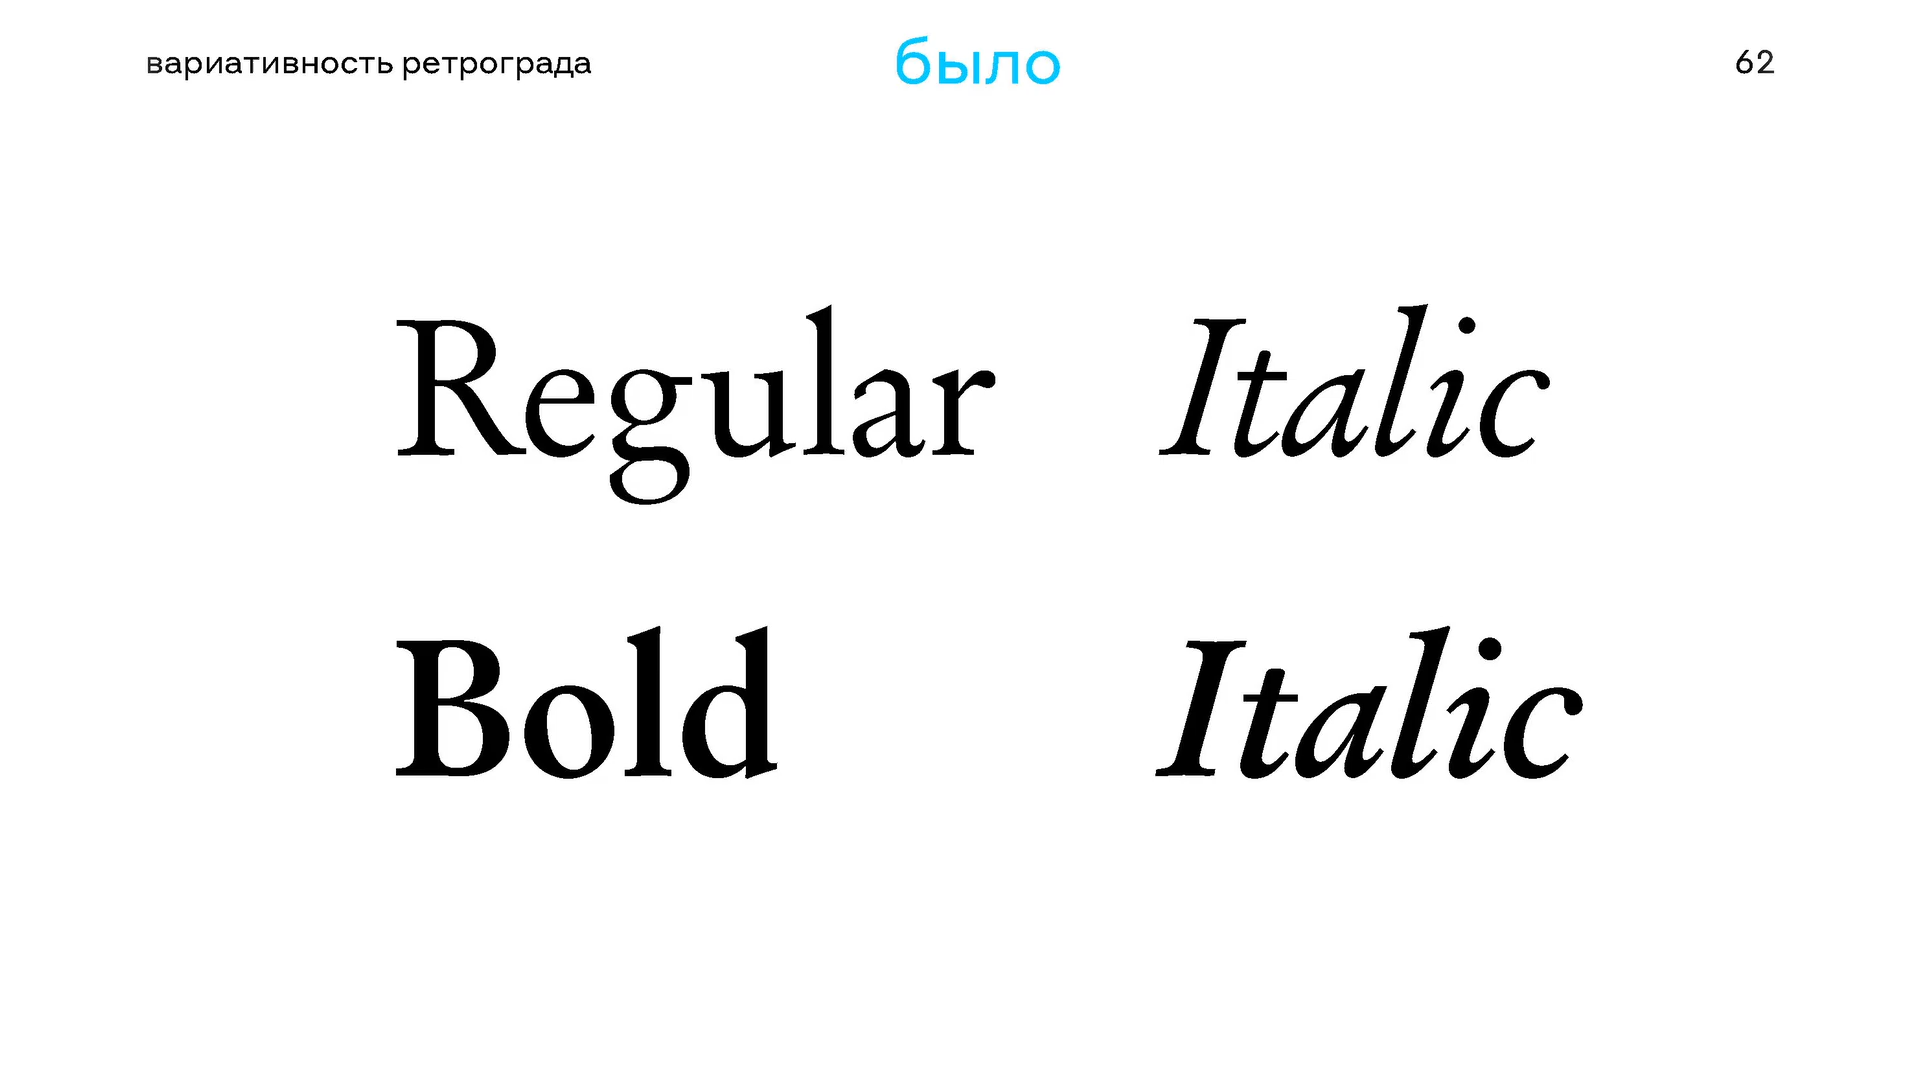 вариативность ретрограда
было
62
Regular Italic
Bold Italic